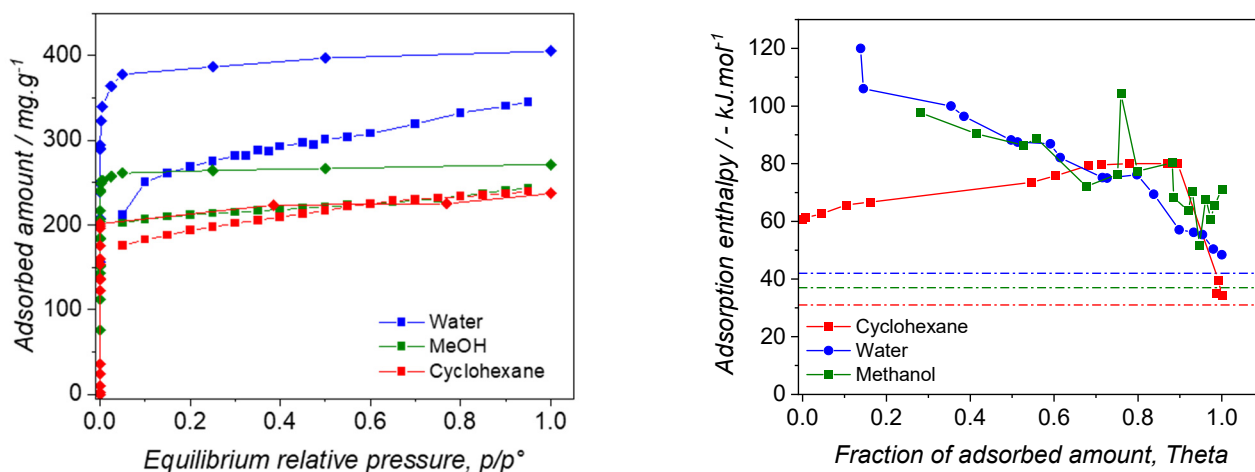 Adsorbed amount / mg.g⁻¹
400
300
200
100
0
Water
MeOH
Cyclohexane
0.0 0.2 0.4 0.6 0.8 1.0
Equilibrium relative pressure, p/p°
Adsorption enthalpy / - kJ.mol⁻¹
120
100
80
60
40
20
0
Cyclohexane
Water
Methanol
0.0 0.2 0.4 0.6 0.8 1.0
Fraction of adsorbed amount, Theta